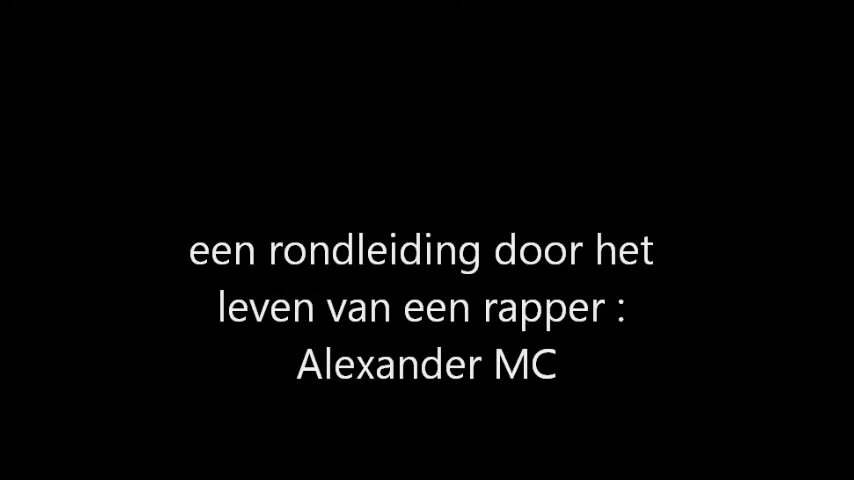 een rondleiding door het
leven van een rapper :
Alexander MC